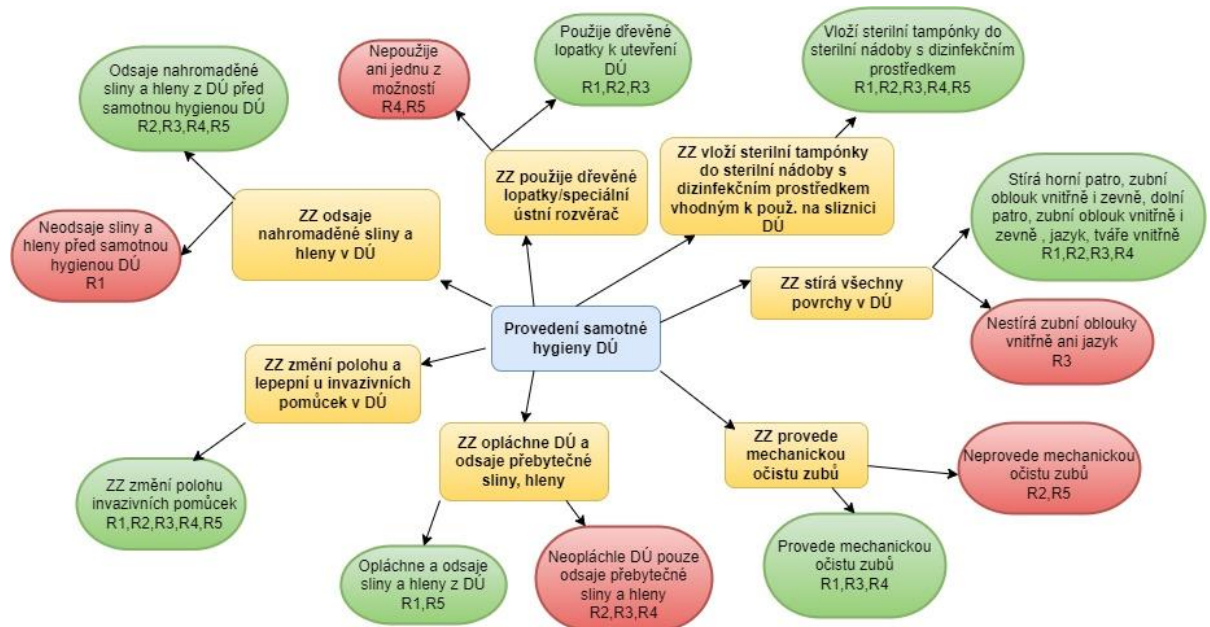 Odsaje nahromaděné
sliny a hleny z DÚ před
samotnou hygienou DÚ
R2,R3,R4,R5
Nepoužije
ani jednu z
možností
R4,R5
Použije dřevěné
lopatky k utevření
DÚ
R1,R2,R3
Vloží sterilní tampónky do
sterilní nádoby s dizinfekčním
prostředkem
R1,R2,R3,R4,R5
ZZ odsaje
nahromaděné sliny a
hleny v DÚ
ZZ použije dřevěné
lopatky/speciální
ústní rozvěrač
ZZ vloží sterilní tampónky
do sterilní nádoby s
dizinfekčním prostředkem
vhodným k použ. na sliznici
DÚ
Stírá horní patro, zubní
oblouk vnitřně i zevně, dolní
patro, zubní oblouk vnitřně i
zevně , jazyk, tváře vnitřně
R1,R2,R3,R4
Neodsaje sliny a
hleny před samotnou
hygienou DÚ
R1
ZZ stírá všechny
povrchy v DÚ
Provedení samotné
hygieny DÚ
Nestírá zubní oblouky
vnitřně ani jazyk
R3
ZZ změní polohu a
lepepní u invazivních
pomůcek v DÚ
ZZ opláchne DÚ a
odsaje přebytečné
sliny, hleny
ZZ provede
mechanickou
očistu zubů
Neprovede mechanickou
očistu zubů
R2,R5
ZZ změní polohu
invazivních pomůcek
R1,R2,R3,R4,R5
Opláchne a odsaje
sliny a hleny z DÚ
R1,R5
Neopláchle DÚ pouze
odsaje přebytečné
sliny a hleny
R2,R3,R4
Provede mechanickou
očistu zubů
R1,R3,R4